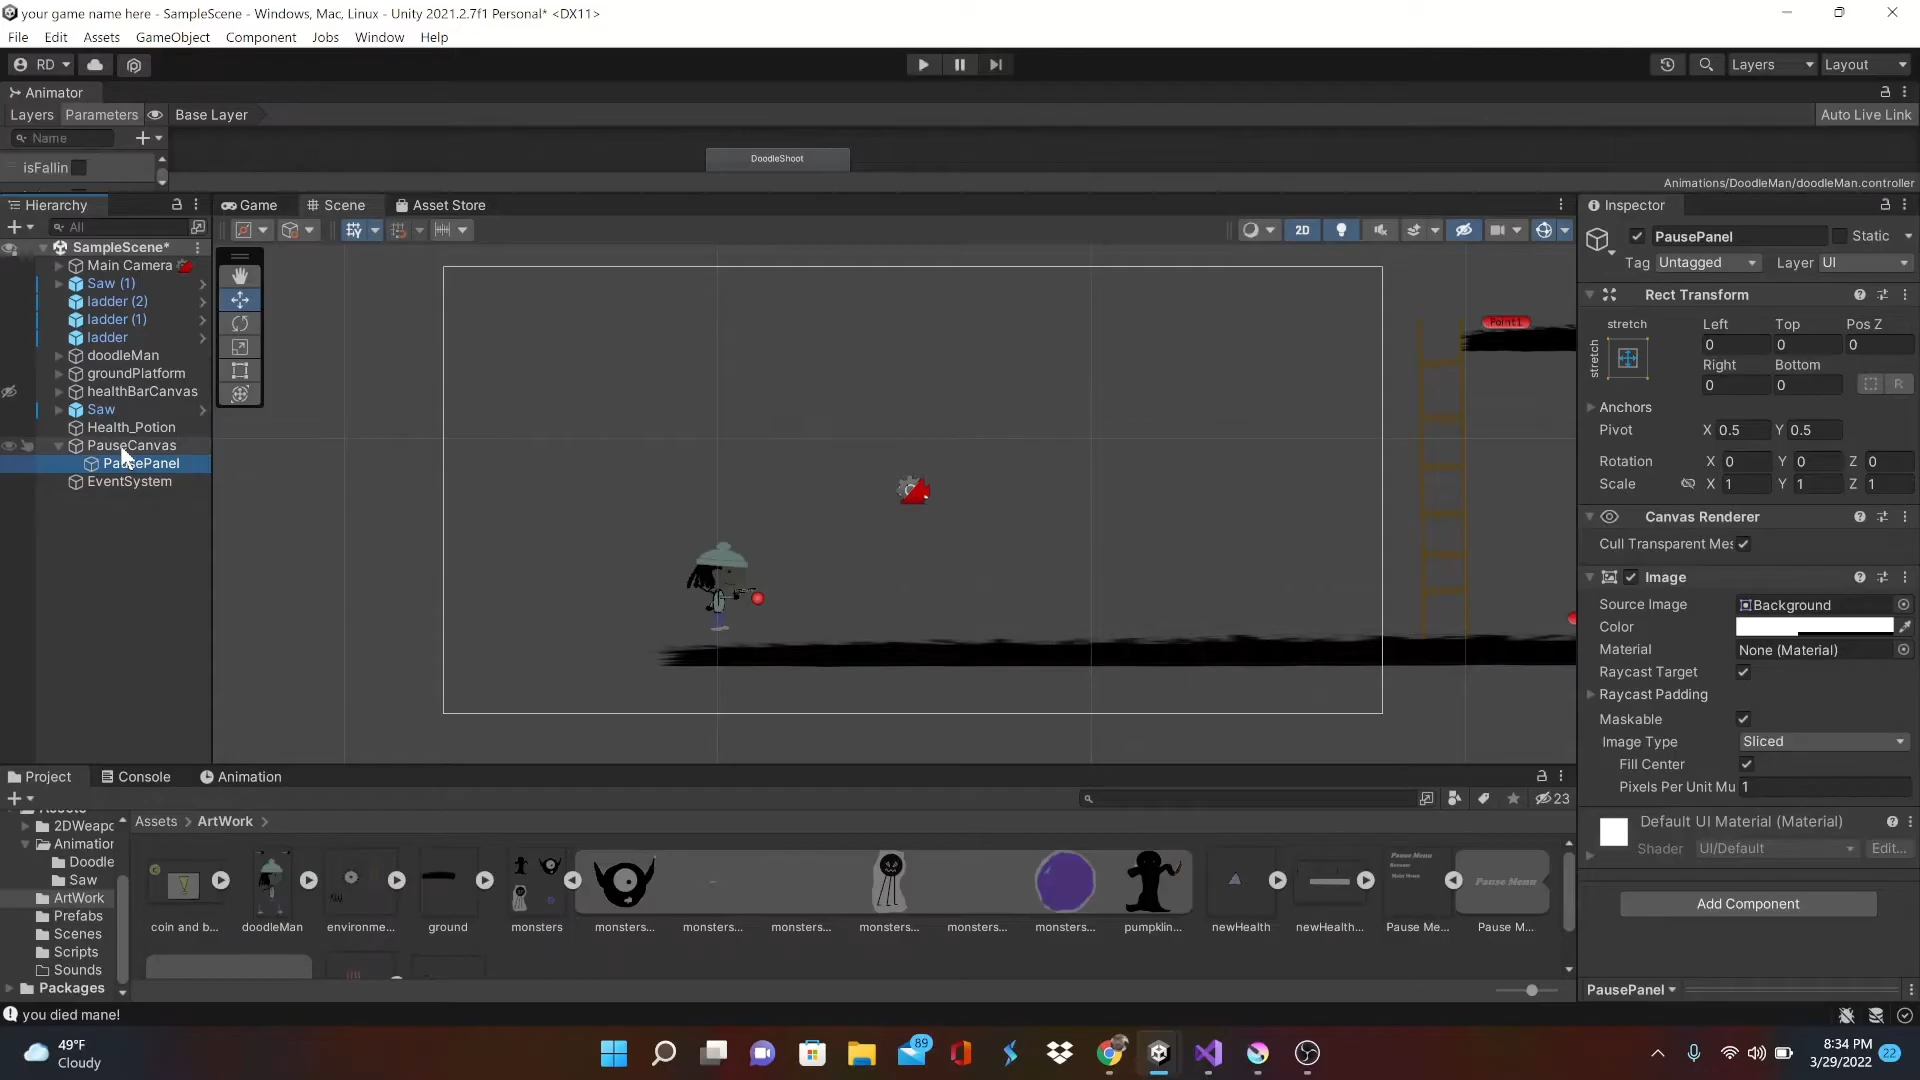 your game name here - SampleScene - Windows, Mac, Linux - Unity 2021.2.7f1 Personal* <DX11>
File Edit Assets GameObject Component Jobs Window Help
RD Layers Layout
Animator
Layers Parameters Base Layer Auto Live Link
Name
isFallin
DoodleShoot
Animations/DoodleMan/doodleMan.controller
Hierarchy
All
SampleScene*
Main Camera
Saw (1)
ladder (2)
ladder (1)
ladder
doodleMan
groundPlatform
healthBarCanvas
Saw
Health_Potion
PauseCanvas
PausePanel
EventSystem
Game Scene Asset Store
2D
Point1
Inspector
PausePanel Static
Tag Untagged Layer UI
Rect Transform
stretch Left Top Pos Z
stretch 0 0 0
Right Bottom
0 0 R
Anchors
Pivot X 0.5 Y 0.5
Rotation X 0 Y 0 Z 0
Scale X 1 Y 1 Z 1
Canvas Renderer
Cull Transparent Mes
Image
Source Image Background
Color
Material None (Material)
Raycast Target
Raycast Padding
Maskable
Image Type Sliced
Fill Center
Pixels Per Unit Mu 1
Default UI Material (Material)
Shader UI/Default Edit...
Add Component
PausePanel
Project Console Animation
23
Assets
2DWeapc
Animatior
Doodle
Saw
ArtWork
Prefabs
Scenes
Scripts
Sounds
Packages
Assets > ArtWork >
Pause Menu
Pause Menu
coin and b... doodleMan environme... ground monsters monsters... monsters... monsters... monsters... monsters... monsters... pumpklin... newHealth newHealth... Pause Me... Pause M...
you died mane!
49°F
Cloudy
89
8:34 PM
3/29/2022
22